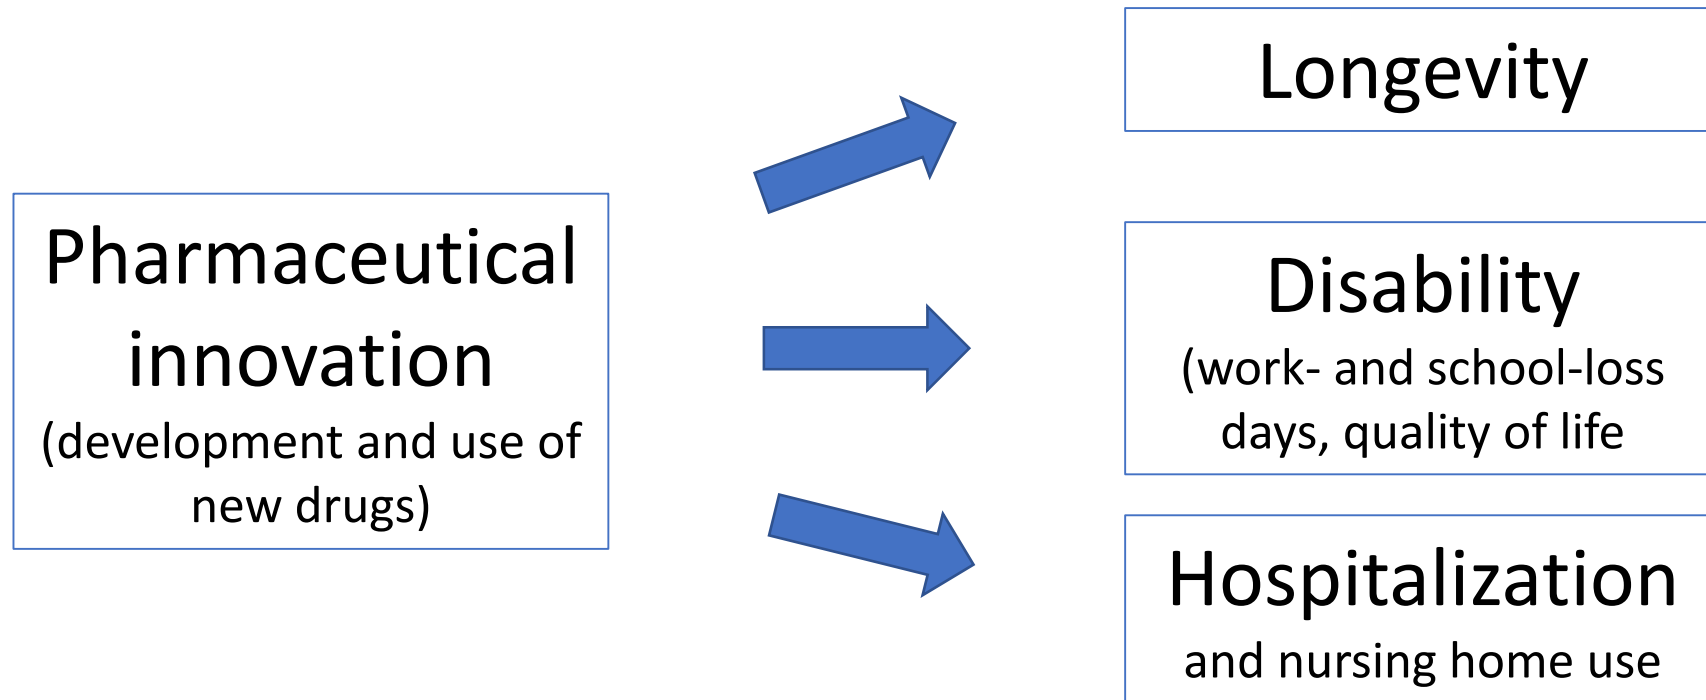 Pharmaceutical
innovation
(development and use of
new drugs)
Longevity
Disability
(work- and school-loss
days, quality of life
Hospitalization
and nursing home use